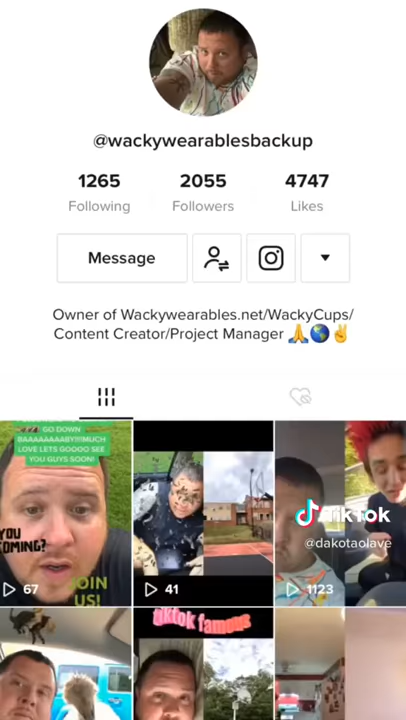 @wackywearablesbackup
1265
2055
4747
Following
Followers
Likes
Message
Owner of Wackywearables.net/WackyCups/
Content Creator/Project Manager 🙏🌎✌
GO DOWN
BAAAAAAABY!!!MUCH
LOVE LETS GOOOO SEE
YOU GUYS SOON!
YOU
COMING?
JOIN
US!
67
41
TikTok
@dakotaolave
1123
tiktok famous